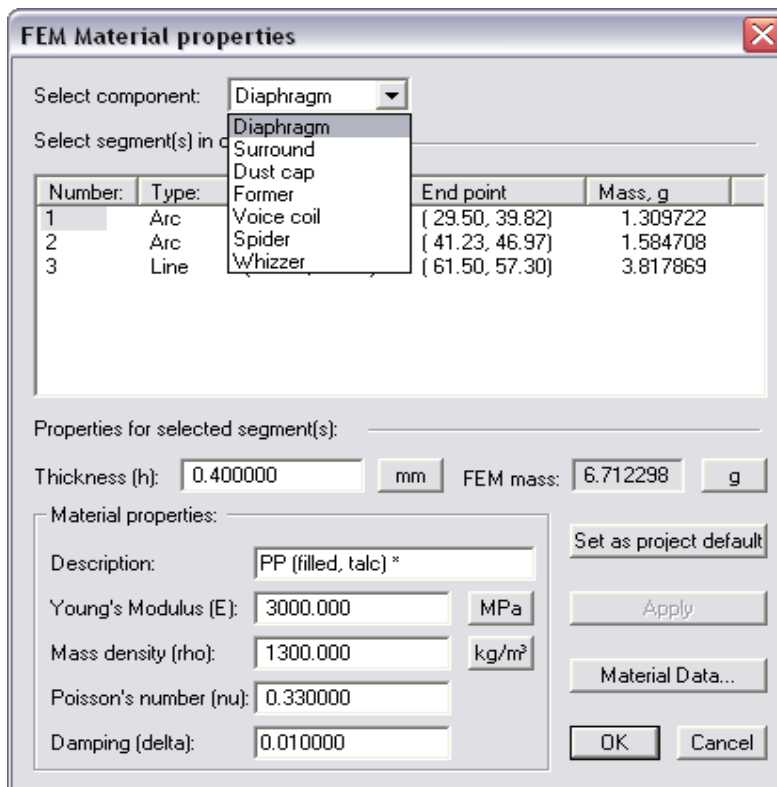 FEM Material properties
Select component: Diaphragm
Diaphragm
Select segment(s) in
Surround
Dust cap
Number: Type: Former End point Mass, g
1 Arc Voice coil ( 29.50, 39.82) 1.309722
2 Arc Spider ( 41.23, 46.97) 1.584708
3 Line Whizzer ( 61.50, 57.30) 3.817869
Properties for selected segment(s):
Thickness (h): 0.400000 mm FEM mass: 6.712298 g
Material properties:
Set as project default
Description: PP (filled, talc) *
Young's Modulus (E): 3000.000 MPa Apply
Mass density (rho): 1300.000 kg/m³
Material Data...
Poisson's number (nu): 0.330000
Damping (delta): 0.010000 OK Cancel